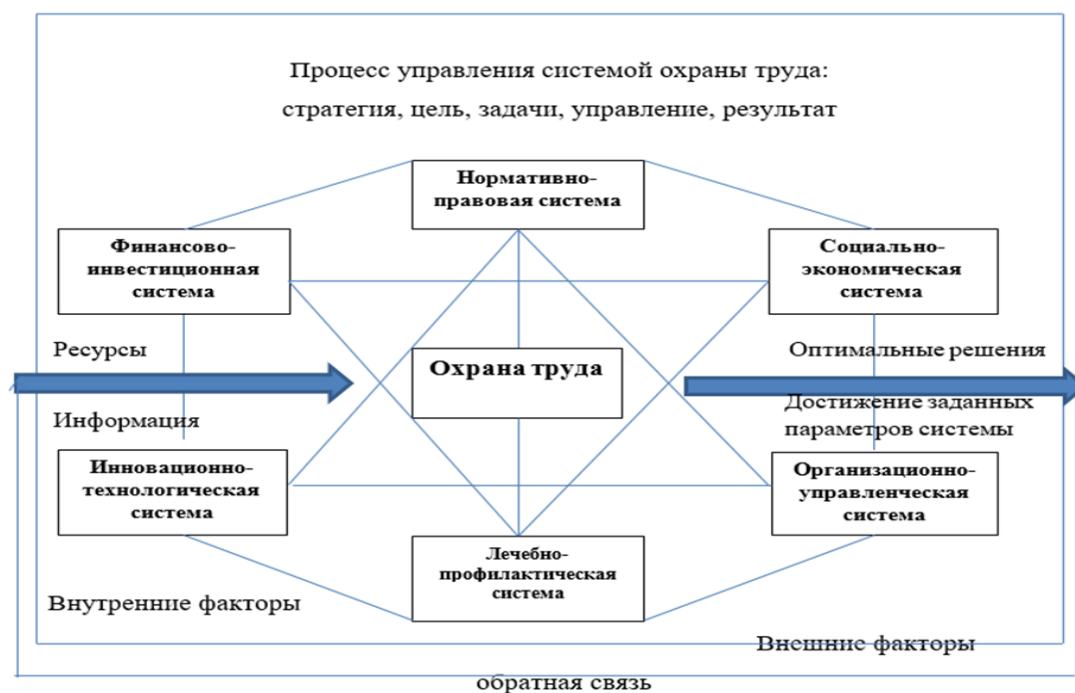 Процесс управления системой охраны труда:
стратегия, цель, задачи, управление, результат
Нормативно-
правовая система
Финансово-
инвестиционная
система
Социально-
экономическая
система
Ресурсы
Оптимальные решения
Охрана труда
Информация
Достижение заданных
параметров системы
Инновационно-
технологическая
система
Организационно-
управленческая
система
Лечебно-
профилактическая
система
Внутренние факторы
Внешние факторы
обратная связь